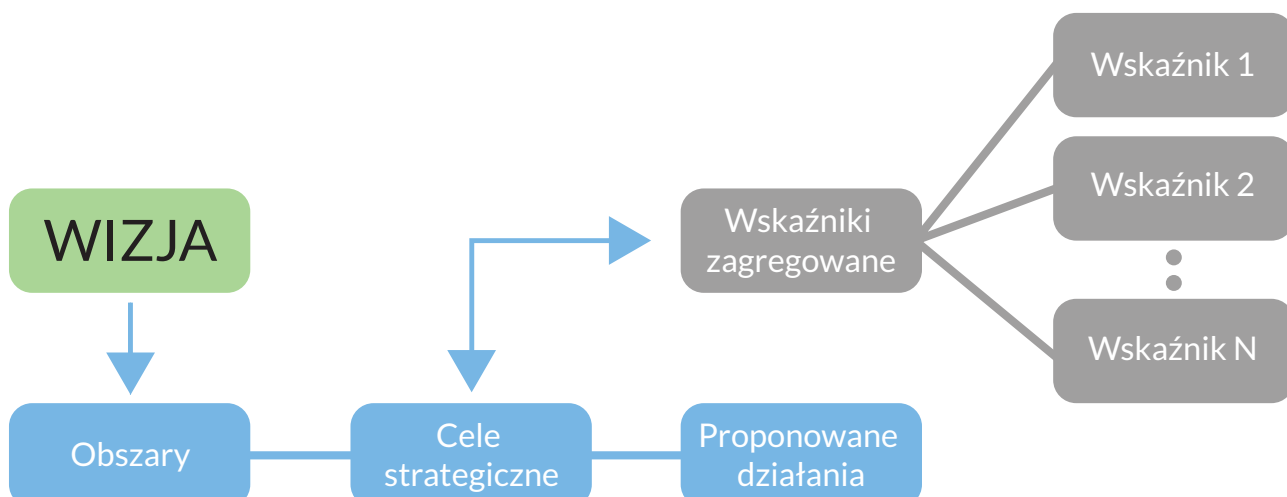 Wskaźnik 1
Wskaźnik 2
WIZJA
Wskaźniki
zagregowane
Wskaźnik N
Obszary
Cele
strategiczne
Proponowane
działania